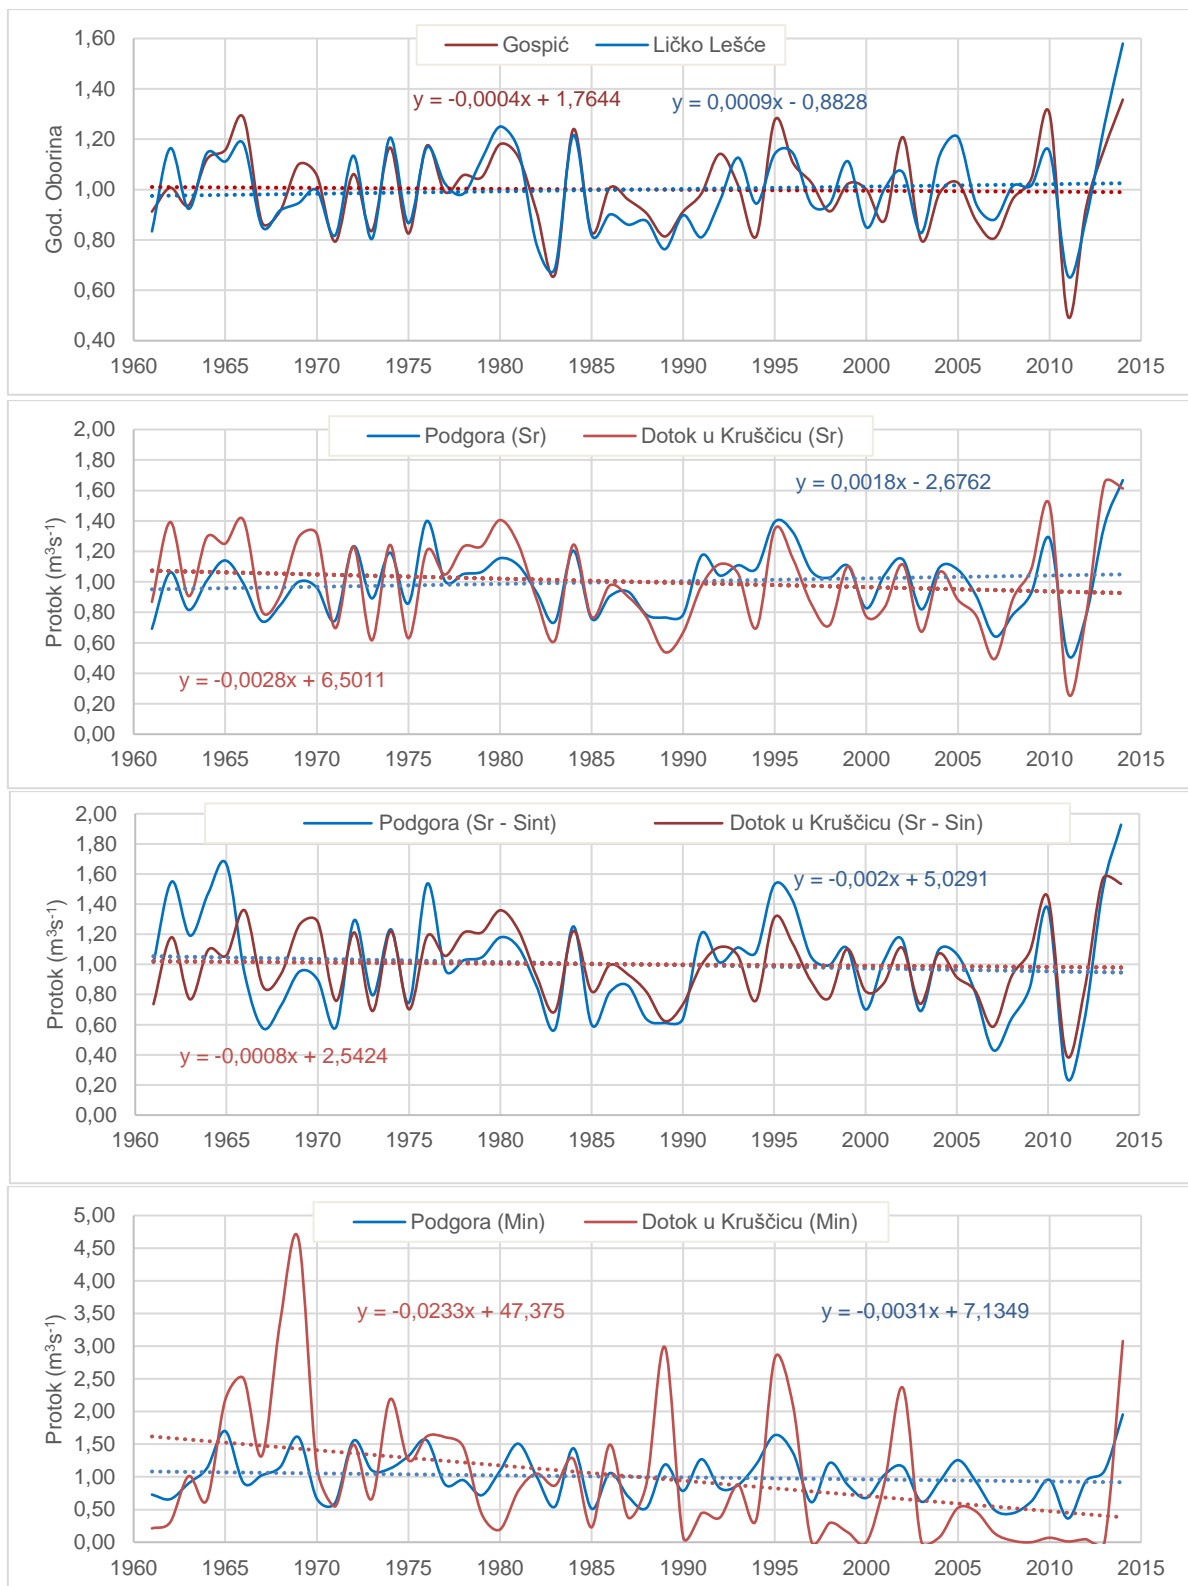 Gospić Ličko Lešće
y = -0,0004x + 1,7644 y = 0,0009x - 0,8828
God. Oborina
1,60
1,40
1,20
1,00
0,80
0,60
0,40
1960 1965 1970 1975 1980 1985 1990 1995 2000 2005 2010 2015
Podgora (Sr) Dotok u Kruščicu (Sr)
y = 0,0018x - 2,6762
Protok (m³s⁻¹)
2,00
1,80
1,60
1,40
1,20
1,00
0,80
0,60
0,40
0,20
0,00
y = -0,0028x + 6,5011
1960 1965 1970 1975 1980 1985 1990 1995 2000 2005 2010 2015
Podgora (Sr - Sint) Dotok u Kruščicu (Sr - Sin)
y = -0,002x + 5,0291
Protok (m³s⁻¹)
2,00
1,80
1,60
1,40
1,20
1,00
0,80
0,60
0,40
0,20
0,00
y = -0,0008x + 2,5424
1960 1965 1970 1975 1980 1985 1990 1995 2000 2005 2010 2015
Podgora (Min) Dotok u Kruščicu (Min)
y = -0,0233x + 47,375 y = -0,0031x + 7,1349
Protok (m³s⁻¹)
5,00
4,50
4,00
3,50
3,00
2,50
2,00
1,50
1,00
0,50
0,00
1960 1965 1970 1975 1980 1985 1990 1995 2000 2005 2010 2015